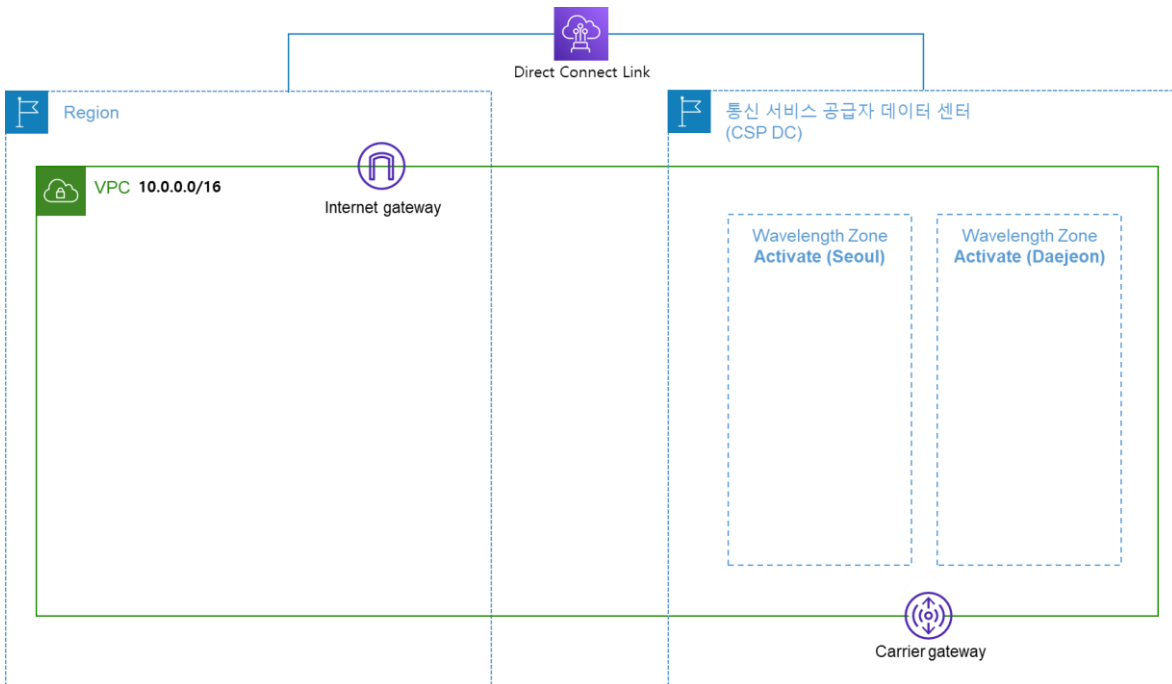 Direct Connect Link
Region
통신 서비스 공급자 데이터 센터
(CSP DC)
VPC 10.0.0.0/16
Internet gateway
Wavelength Zone
Activate (Seoul)
Wavelength Zone
Activate (Daejeon)
Carrier gateway